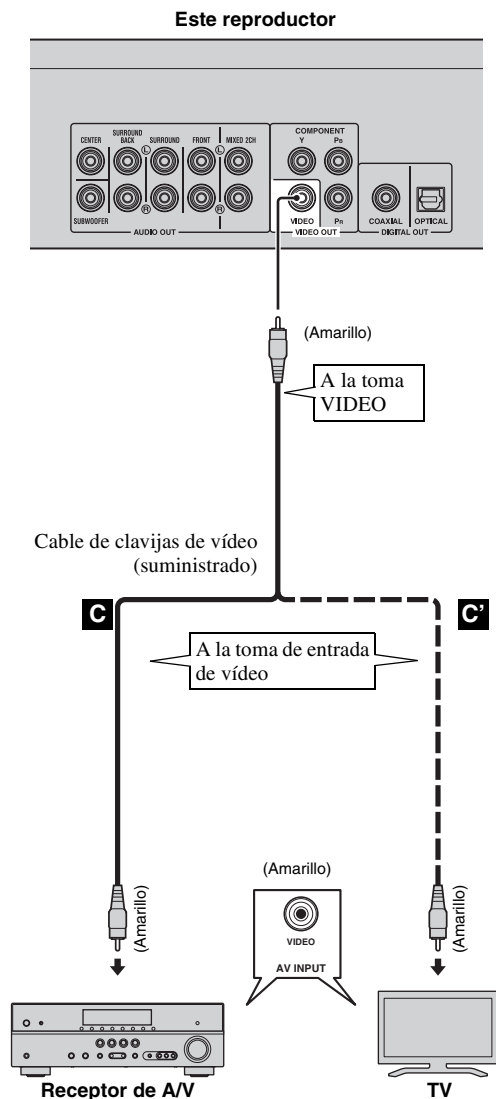 Este reproductor
CENTER
SURROUND
BACK
SURROUND
FRONT
MIXED 2CH
COMPONENT
Y
PB
L
L
R
R
SUBWOOFER
AUDIO OUT
VIDEO
VIDEO OUT
PR
COAXIAL
OPTICAL
DIGITAL OUT
(Amarillo)
A la toma
VIDEO
Cable de clavijas de vídeo
(suministrado)
C
C'
A la toma de entrada
de vídeo
(Amarillo)
(Amarillo)
(Amarillo)
VIDEO
AV INPUT
Receptor de A/V
TV